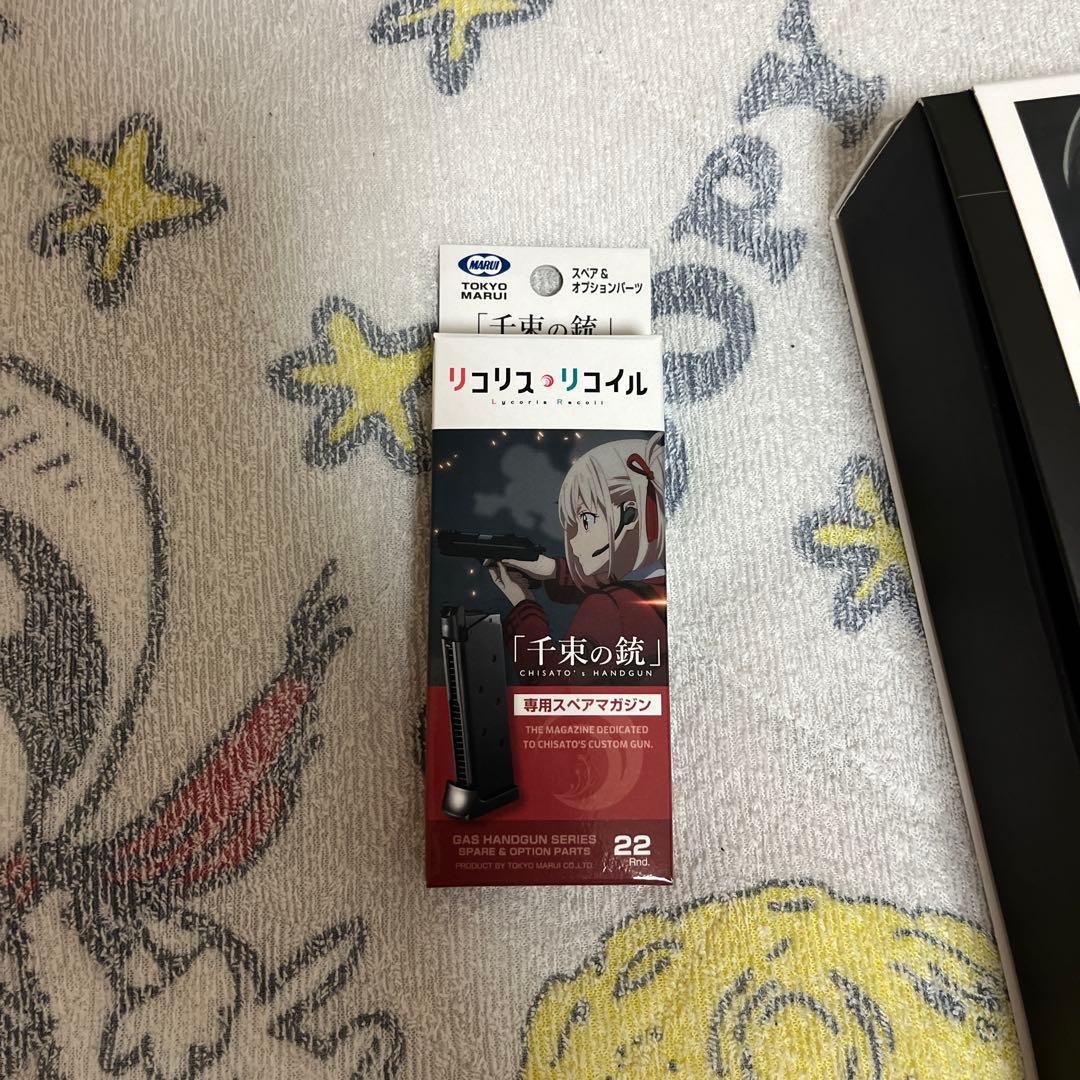 MARUI
TOKYO
MARUI
スペア&
オプションパーツ
「千束の銃」
リコリス・リコイル
Lycoris Recoil
「千束の銃」
CHISATO's HANDGUN
専用スペアマガジン
THE MAGAZINE DEDICATED
TO CHISATO'S CUSTOM GUN.
GAS HANDGUN SERIES
SPARE & OPTION PARTS
PRODUCT BY TOKYO MARUI CO.,LTD.
22
Rnd.